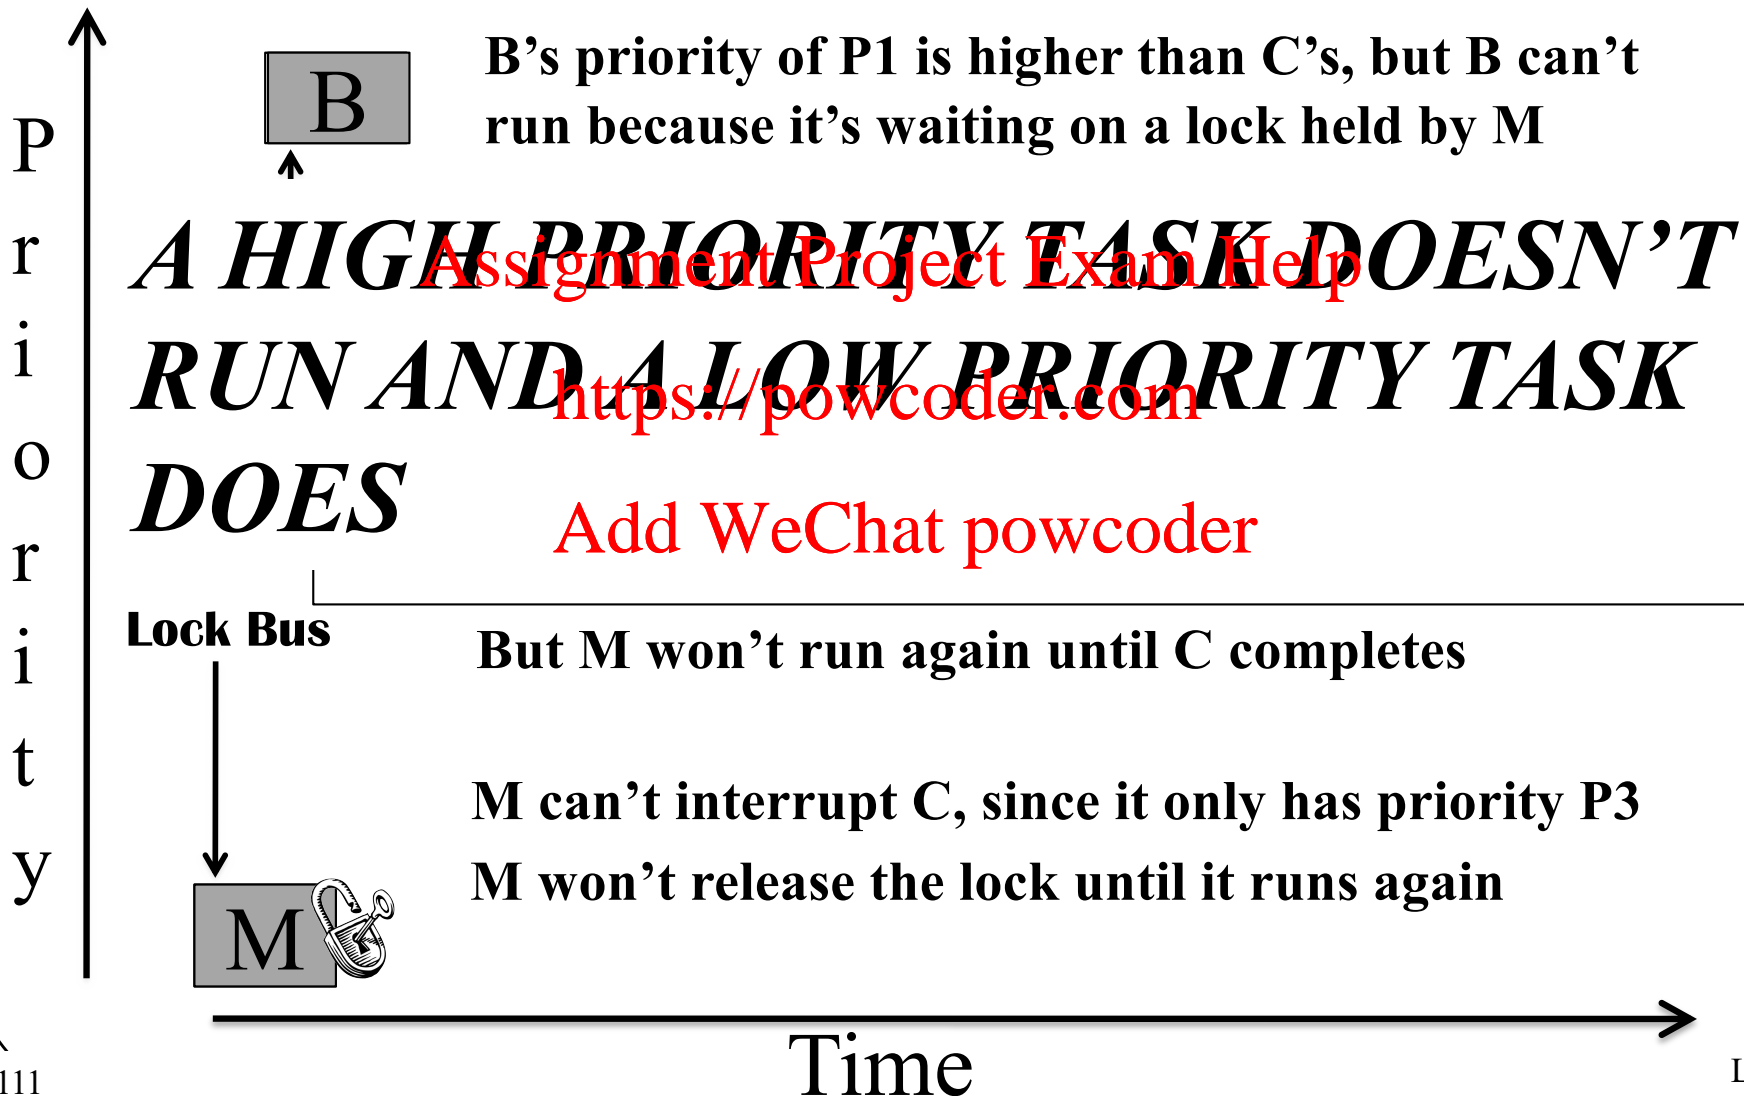 B’s priority of P1 is higher than C’s, but B can’t
run because it’s waiting on a lock held by M
B
Priority
A HIGH PRIORITY TASK DOESN’T
Assignment Project Exam Help
RUN AND A LOW PRIORITY TASK
https://powcoder.com
DOES
Add WeChat powcoder
Lock Bus
But M won’t run again until C completes
M can’t interrupt C, since it only has priority P3
M won’t release the lock until it runs again
M
Time
111
L